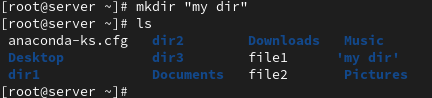 [root@server ~]# mkdir "my dir"
[root@server ~]# ls
anaconda-ks.cfg  dir2       Downloads  Music
Desktop          dir3       file1      'my dir'
dir1             Documents  file2      Pictures
[root@server ~]#